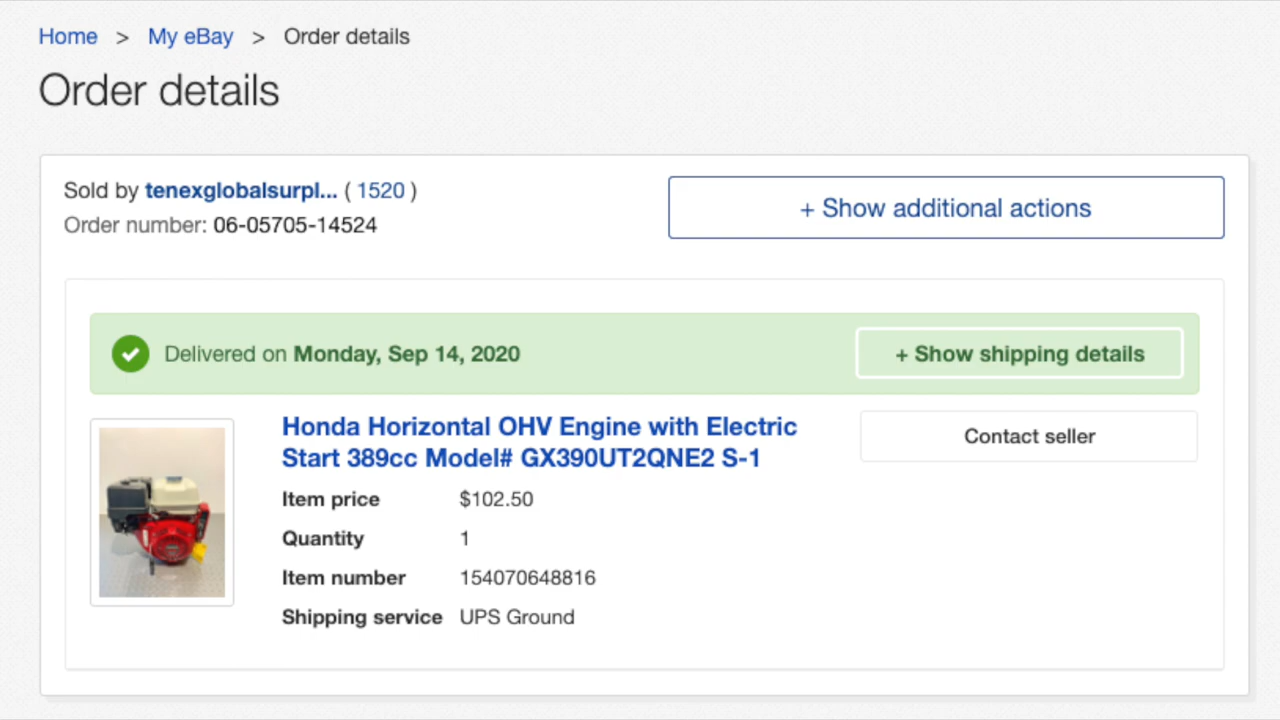 Home > My eBay > Order details
Order details
Sold by tenexglobalsurpl... ( 1520 )
Order number: 06-05705-14524
+ Show additional actions
Delivered on Monday, Sep 14, 2020
+ Show shipping details
Honda Horizontal OHV Engine with Electric
Start 389cc Model# GX390UT2QNE2 S-1
Contact seller
Item price $102.50
Quantity 1
Item number 154070648816
Shipping service UPS Ground